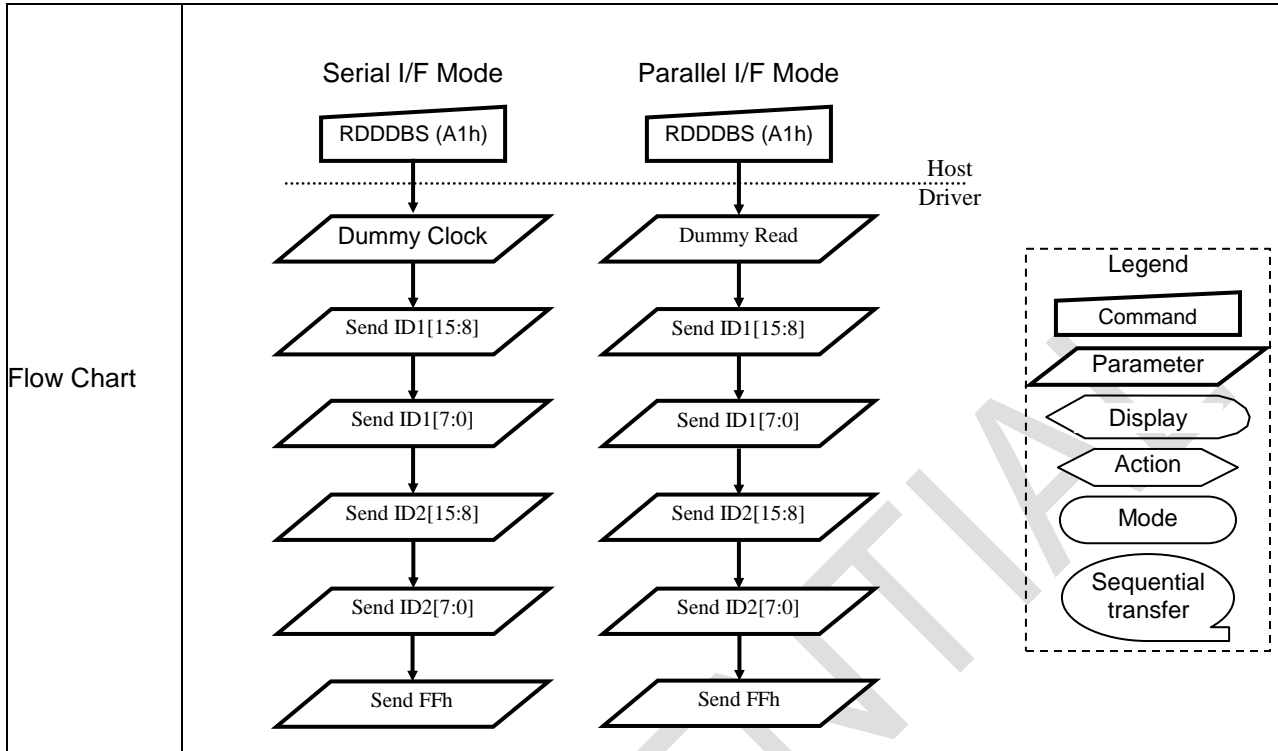 Flow Chart
Serial I/F Mode
RDDDBS (A1h)
Dummy Clock
Send ID1[15:8]
Send ID1[7:0]
Send ID2[15:8]
Send ID2[7:0]
Send FFh
Parallel I/F Mode
RDDDBS (A1h)
Host
Driver
Dummy Read
Send ID1[15:8]
Send ID1[7:0]
Send ID2[15:8]
Send ID2[7:0]
Send FFh
Legend
Command
Parameter
Display
Action
Mode
Sequential
transfer